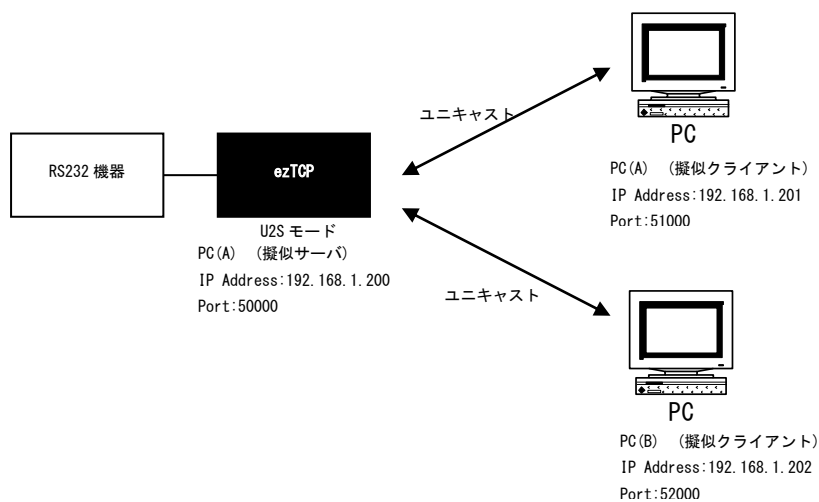 RS232 機器
ezTCP
U2S モード
PC(A) (擬似サーバ)
IP Address:192.168.1.200
Port:50000
ユニキャスト
ユニキャスト
PC
PC(A) (擬似クライアント)
IP Address:192.168.1.201
Port:51000
PC
PC(B) (擬似クライアント)
IP Address:192.168.1.202
Port:52000